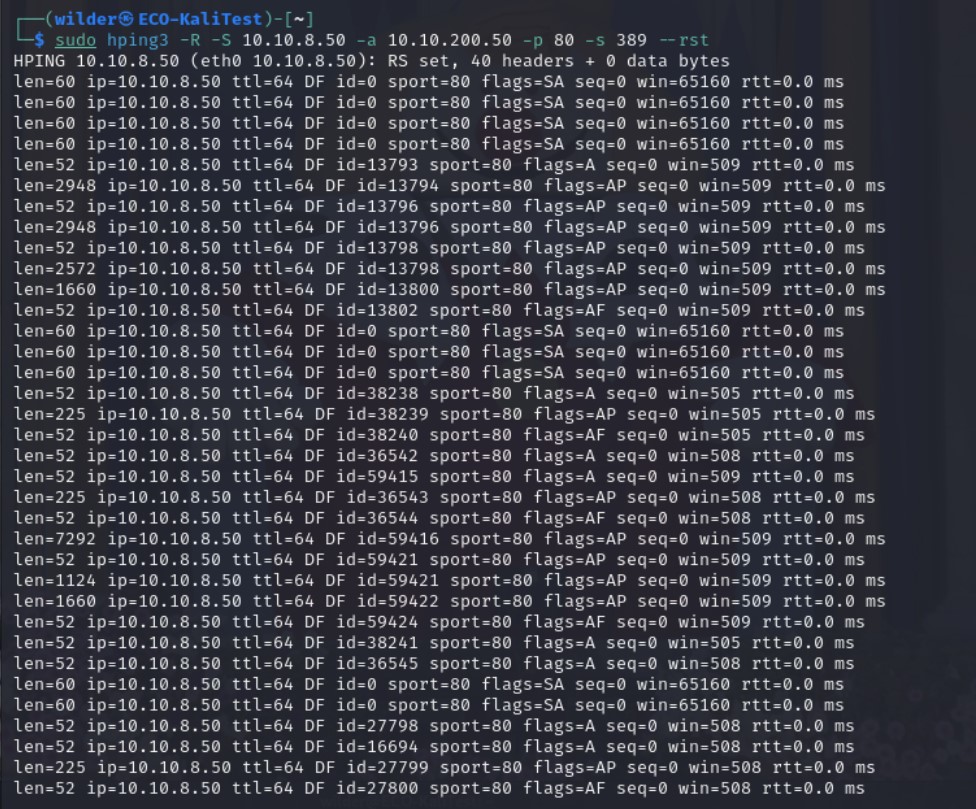 ┌──(wilder㉿ECO-KaliTest)-[~]
└─$ sudo hping3 -R -S 10.10.8.50 -a 10.10.200.50 -p 80 -s 389 --rst
HPING 10.10.8.50 (eth0 10.10.8.50): RS set, 40 headers + 0 data bytes
len=60 ip=10.10.8.50 ttl=64 DF id=0 sport=80 flags=SA seq=0 win=65160 rtt=0.0 ms
len=60 ip=10.10.8.50 ttl=64 DF id=0 sport=80 flags=SA seq=0 win=65160 rtt=0.0 ms
len=60 ip=10.10.8.50 ttl=64 DF id=0 sport=80 flags=SA seq=0 win=65160 rtt=0.0 ms
len=60 ip=10.10.8.50 ttl=64 DF id=0 sport=80 flags=SA seq=0 win=65160 rtt=0.0 ms
len=52 ip=10.10.8.50 ttl=64 DF id=13793 sport=80 flags=A seq=0 win=509 rtt=0.0 ms
len=2948 ip=10.10.8.50 ttl=64 DF id=13794 sport=80 flags=AP seq=0 win=509 rtt=0.0 ms
len=52 ip=10.10.8.50 ttl=64 DF id=13796 sport=80 flags=AP seq=0 win=509 rtt=0.0 ms
len=2948 ip=10.10.8.50 ttl=64 DF id=13796 sport=80 flags=AP seq=0 win=509 rtt=0.0 ms
len=52 ip=10.10.8.50 ttl=64 DF id=13798 sport=80 flags=AP seq=0 win=509 rtt=0.0 ms
len=2572 ip=10.10.8.50 ttl=64 DF id=13798 sport=80 flags=AP seq=0 win=509 rtt=0.0 ms
len=1660 ip=10.10.8.50 ttl=64 DF id=13800 sport=80 flags=AP seq=0 win=509 rtt=0.0 ms
len=52 ip=10.10.8.50 ttl=64 DF id=13802 sport=80 flags=AF seq=0 win=509 rtt=0.0 ms
len=60 ip=10.10.8.50 ttl=64 DF id=0 sport=80 flags=SA seq=0 win=65160 rtt=0.0 ms
len=60 ip=10.10.8.50 ttl=64 DF id=0 sport=80 flags=SA seq=0 win=65160 rtt=0.0 ms
len=60 ip=10.10.8.50 ttl=64 DF id=0 sport=80 flags=SA seq=0 win=65160 rtt=0.0 ms
len=52 ip=10.10.8.50 ttl=64 DF id=38238 sport=80 flags=A seq=0 win=505 rtt=0.0 ms
len=225 ip=10.10.8.50 ttl=64 DF id=38239 sport=80 flags=AP seq=0 win=505 rtt=0.0 ms
len=52 ip=10.10.8.50 ttl=64 DF id=38240 sport=80 flags=AF seq=0 win=505 rtt=0.0 ms
len=52 ip=10.10.8.50 ttl=64 DF id=36542 sport=80 flags=A seq=0 win=508 rtt=0.0 ms
len=52 ip=10.10.8.50 ttl=64 DF id=59415 sport=80 flags=A seq=0 win=509 rtt=0.0 ms
len=225 ip=10.10.8.50 ttl=64 DF id=36543 sport=80 flags=AP seq=0 win=508 rtt=0.0 ms
len=52 ip=10.10.8.50 ttl=64 DF id=36544 sport=80 flags=AF seq=0 win=508 rtt=0.0 ms
len=7292 ip=10.10.8.50 ttl=64 DF id=59416 sport=80 flags=AP seq=0 win=509 rtt=0.0 ms
len=52 ip=10.10.8.50 ttl=64 DF id=59421 sport=80 flags=AP seq=0 win=509 rtt=0.0 ms
len=1124 ip=10.10.8.50 ttl=64 DF id=59421 sport=80 flags=AP seq=0 win=509 rtt=0.0 ms
len=1660 ip=10.10.8.50 ttl=64 DF id=59422 sport=80 flags=AP seq=0 win=509 rtt=0.0 ms
len=52 ip=10.10.8.50 ttl=64 DF id=59424 sport=80 flags=AF seq=0 win=509 rtt=0.0 ms
len=52 ip=10.10.8.50 ttl=64 DF id=38241 sport=80 flags=A seq=0 win=505 rtt=0.0 ms
len=52 ip=10.10.8.50 ttl=64 DF id=36545 sport=80 flags=A seq=0 win=508 rtt=0.0 ms
len=60 ip=10.10.8.50 ttl=64 DF id=0 sport=80 flags=SA seq=0 win=65160 rtt=0.0 ms
len=60 ip=10.10.8.50 ttl=64 DF id=0 sport=80 flags=SA seq=0 win=65160 rtt=0.0 ms
len=52 ip=10.10.8.50 ttl=64 DF id=27798 sport=80 flags=A seq=0 win=508 rtt=0.0 ms
len=52 ip=10.10.8.50 ttl=64 DF id=16694 sport=80 flags=A seq=0 win=508 rtt=0.0 ms
len=225 ip=10.10.8.50 ttl=64 DF id=27799 sport=80 flags=AP seq=0 win=508 rtt=0.0 ms
len=52 ip=10.10.8.50 ttl=64 DF id=27800 sport=80 flags=AF seq=0 win=508 rtt=0.0 ms